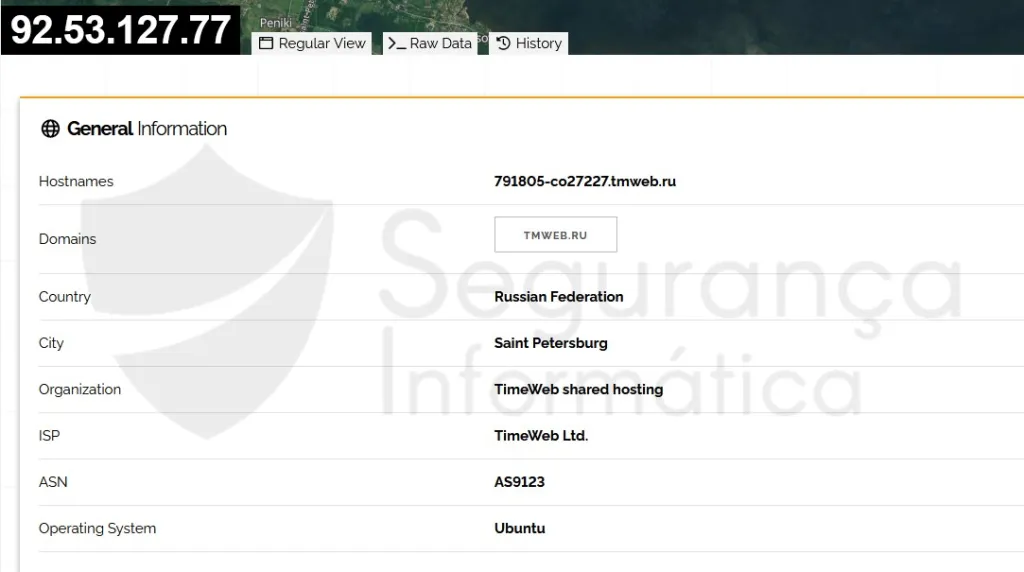 92.53.127.77
Peniki
Regular View
Raw Data
History
General Information
Hostnames 791805-co27227.tmweb.ru
Domains TMWEB.RU
Country Russian Federation
City Saint Petersburg
Organization TimeWeb shared hosting
ISP TimeWeb Ltd.
ASN AS9123
Operating System Ubuntu
Segurança
Informática